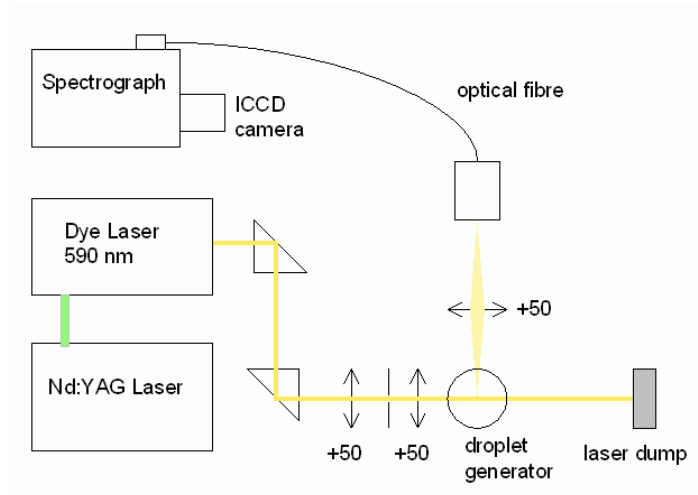 Spectrograph
ICCD
camera
optical fibre
Dye Laser
590 nm
+50
Nd:YAG Laser
+50
+50
droplet
generator
laser dump